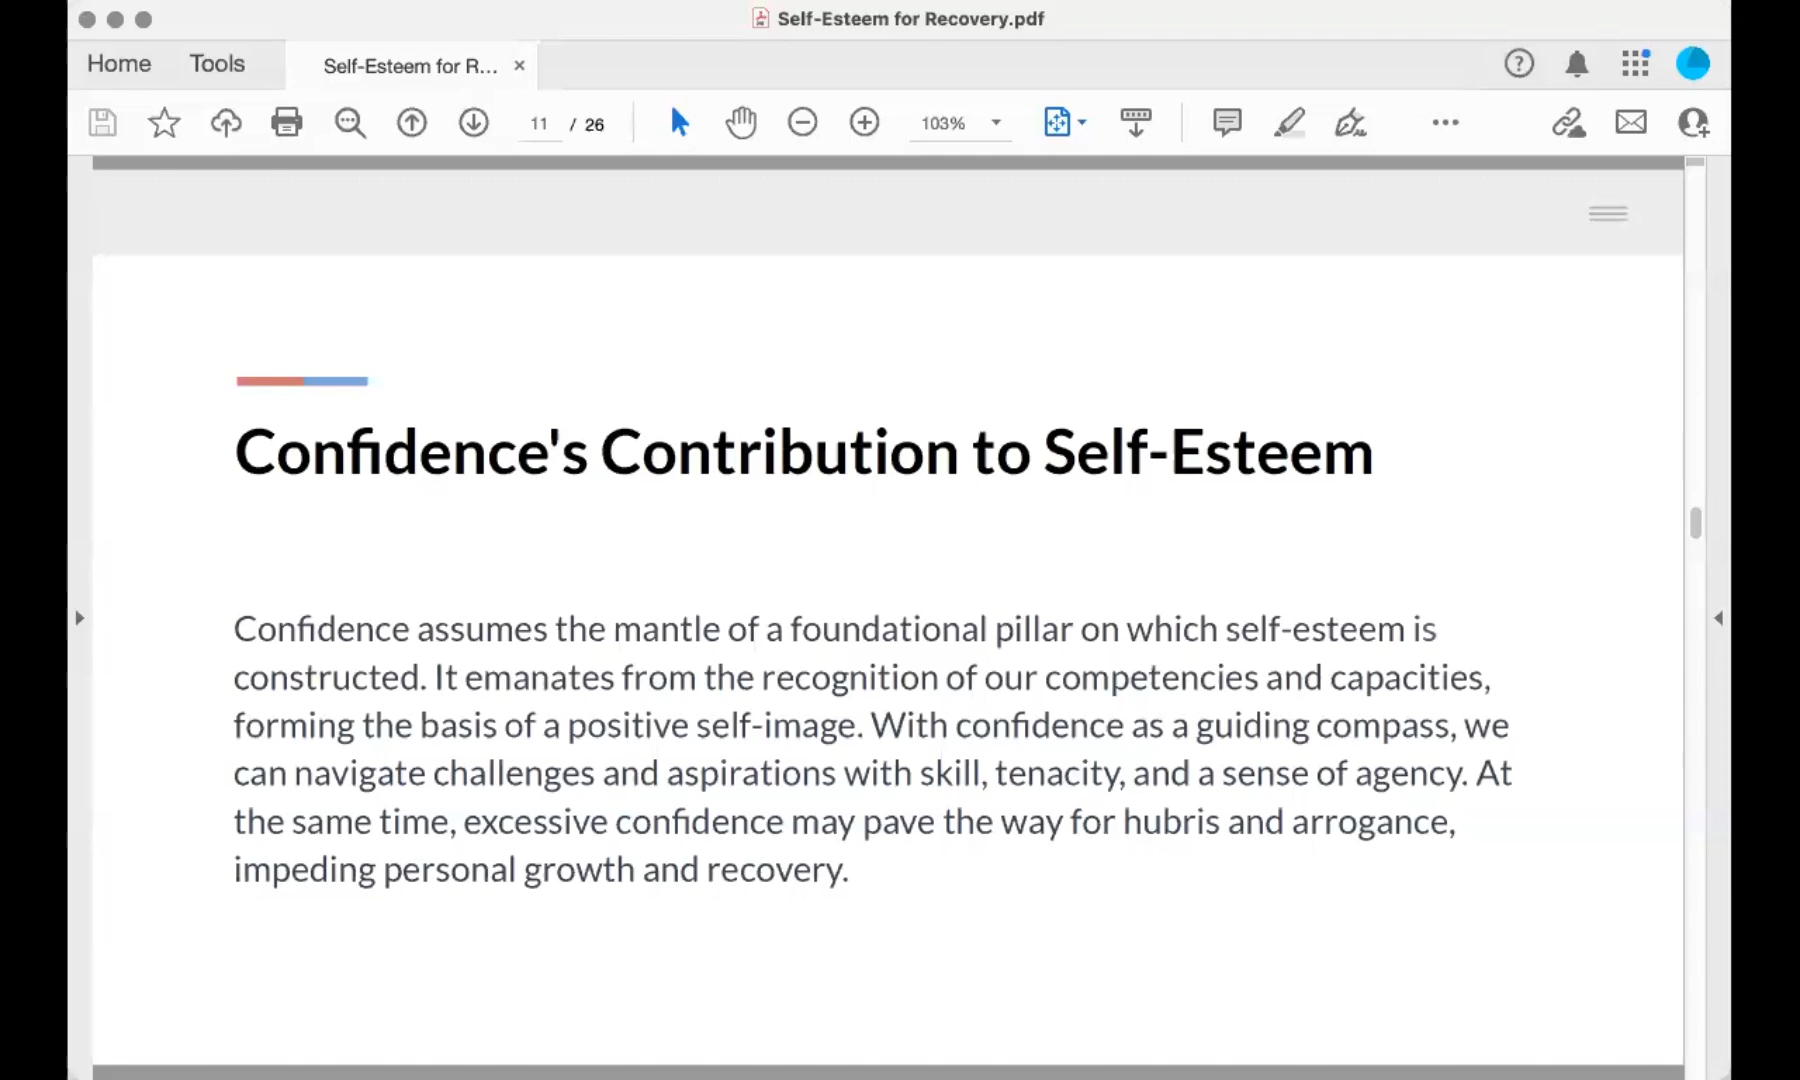 Self-Esteem for Recovery.pdf
Home Tools Self-Esteem for R... ×
11 / 26 103%
Confidence's Contribution to Self-Esteem
Confidence assumes the mantle of a foundational pillar on which self-esteem is
constructed. It emanates from the recognition of our competencies and capacities,
forming the basis of a positive self-image. With confidence as a guiding compass, we
can navigate challenges and aspirations with skill, tenacity, and a sense of agency. At
the same time, excessive confidence may pave the way for hubris and arrogance,
impeding personal growth and recovery.